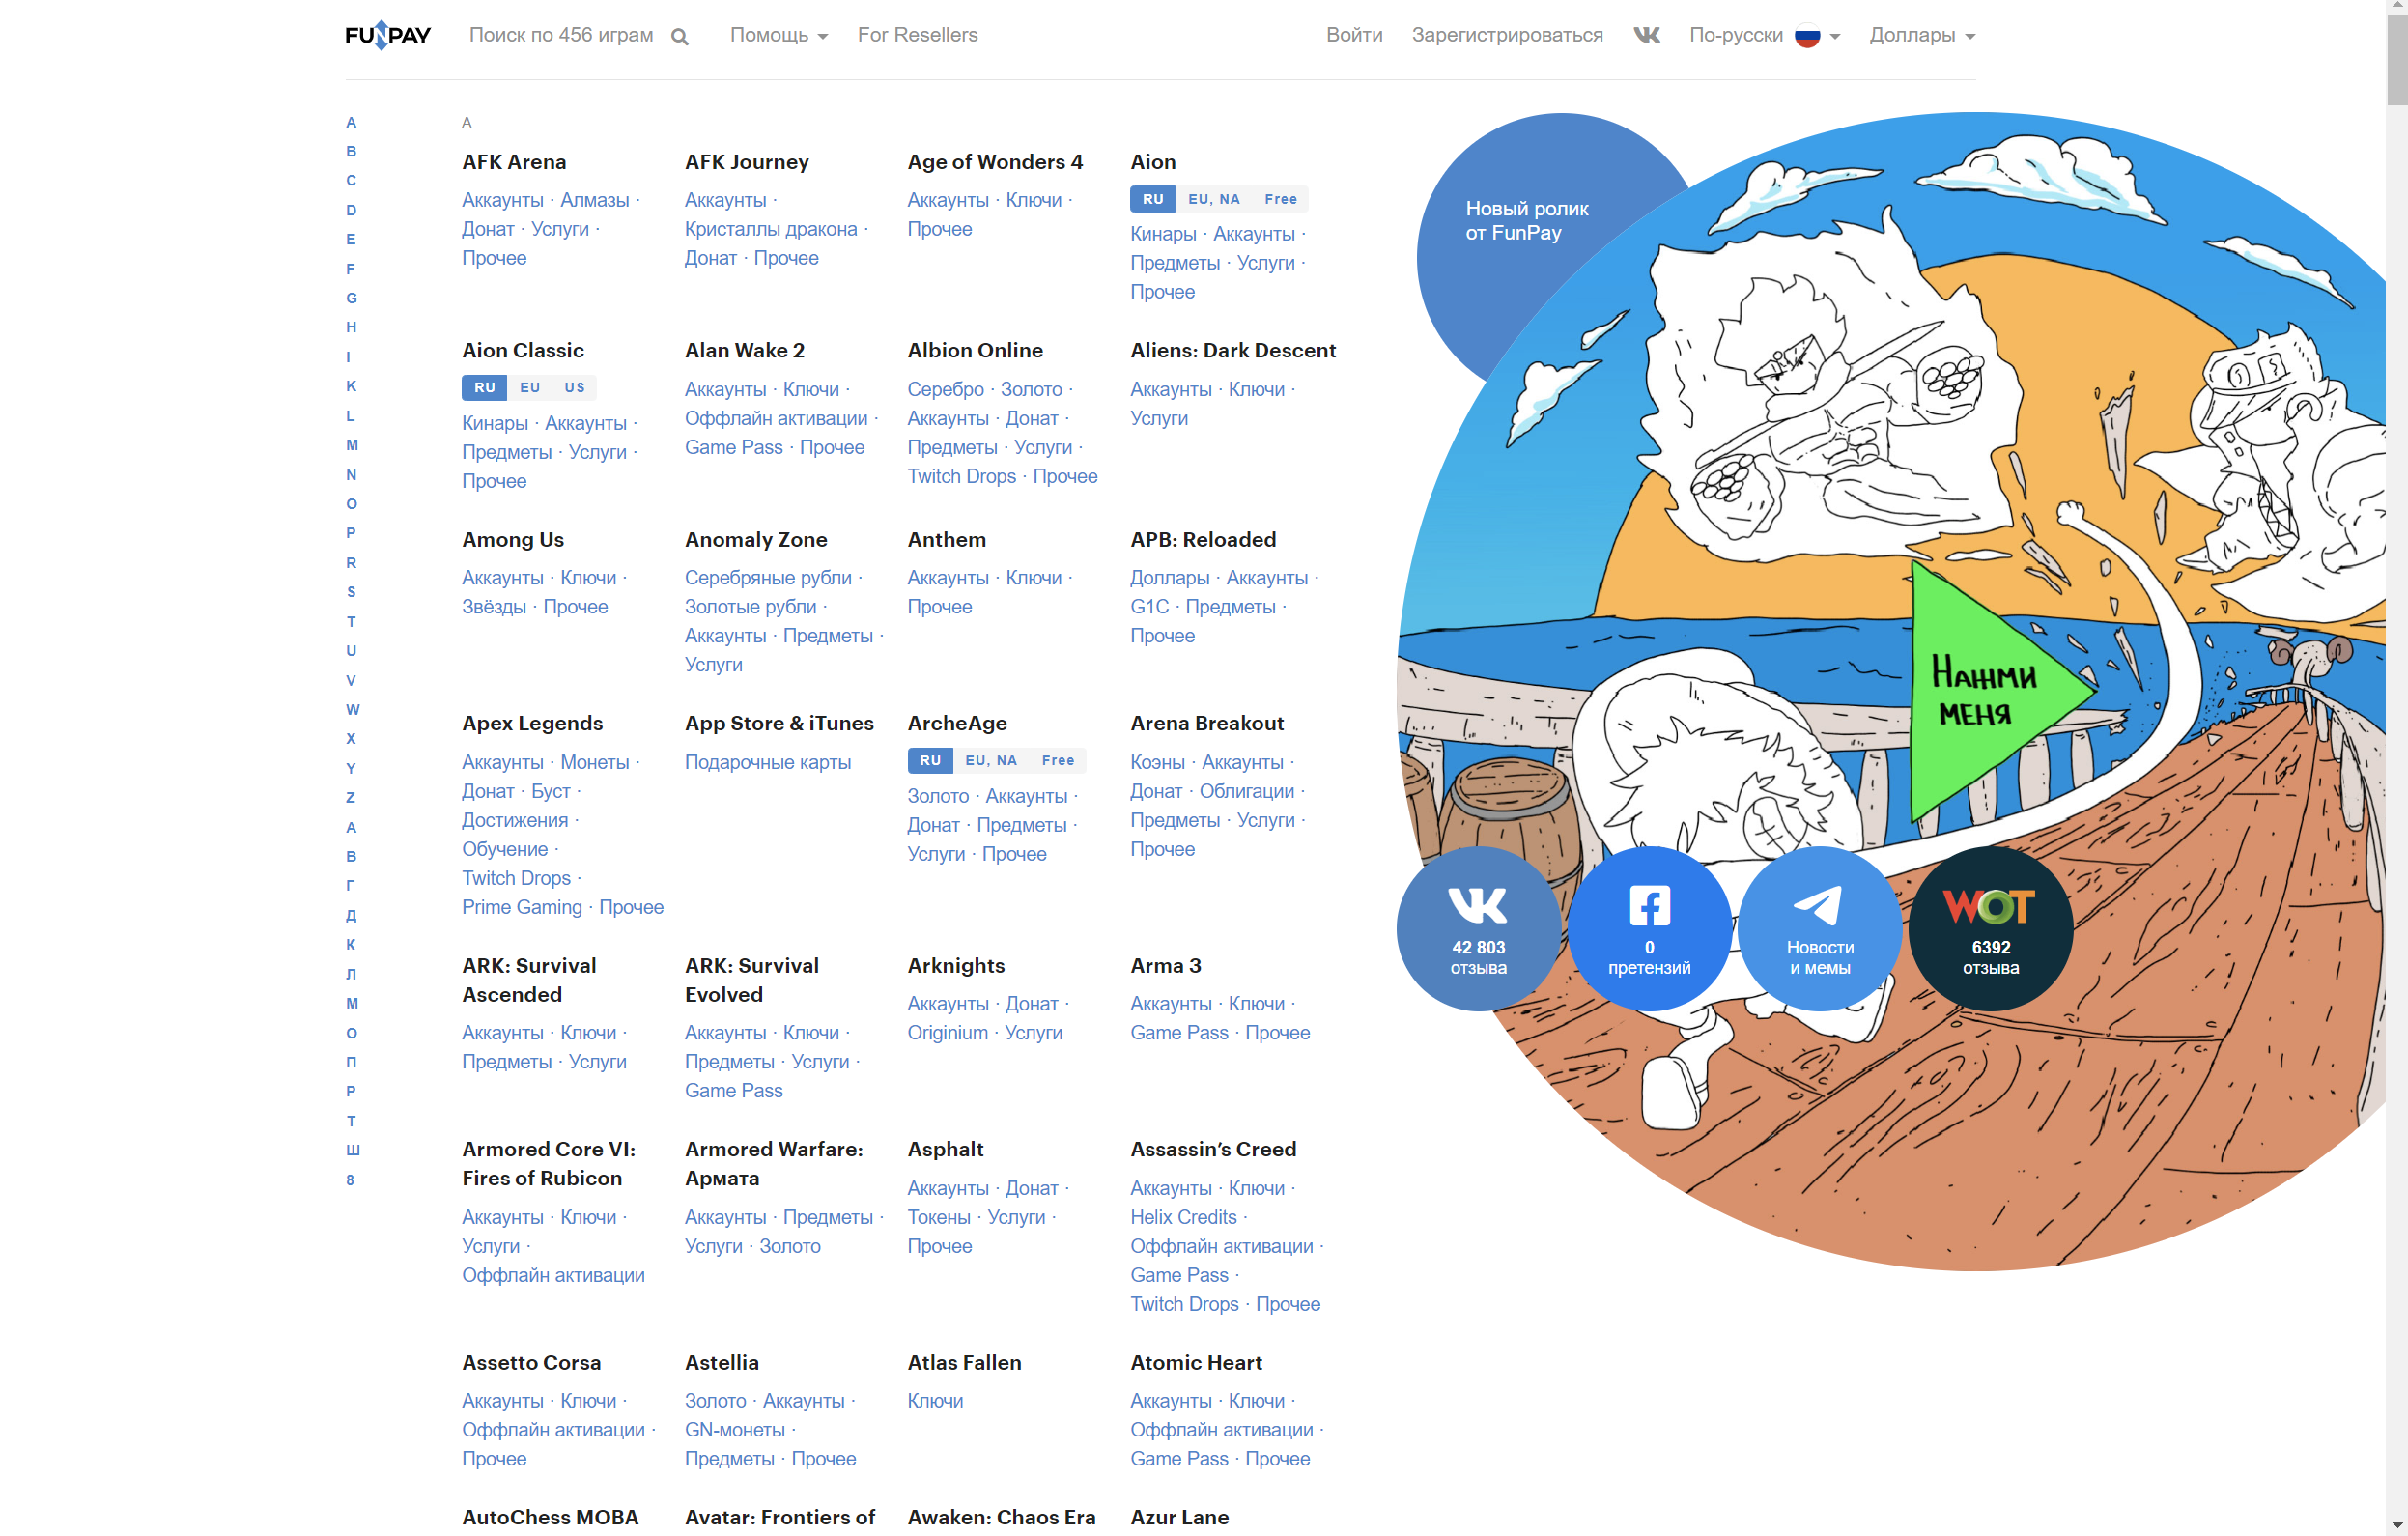 FUNPAY
Поиск по 456 играм
Помощь
For Resellers
Войти
Зарегистрироваться
По-русски
Доллары
A
B
C
D
E
F
G
H
I
K
L
M
N
O
P
R
S
T
U
V
W
X
Y
Z
А
В
Г
Д
К
Л
М
О
П
Р
Т
Ш
8
A
AFK Arena
Аккаунты · Алмазы ·
Донат · Услуги ·
Прочее
AFK Journey
Аккаунты ·
Кристаллы дракона ·
Донат · Прочее
Age of Wonders 4
Аккаунты · Ключи ·
Прочее
Aion
RU EU, NA Free
Кинары · Аккаунты ·
Предметы · Услуги ·
Прочее
Aion Classic
RU EU US
Кинары · Аккаунты ·
Предметы · Услуги ·
Прочее
Alan Wake 2
Аккаунты · Ключи ·
Оффлайн активации ·
Game Pass · Прочее
Albion Online
Серебро · Золото ·
Аккаунты · Донат ·
Предметы · Услуги ·
Twitch Drops · Прочее
Aliens: Dark Descent
Аккаунты · Ключи ·
Услуги
Among Us
Аккаунты · Ключи ·
Звёзды · Прочее
Anomaly Zone
Серебряные рубли ·
Золотые рубли ·
Аккаунты · Предметы ·
Услуги
Anthem
Аккаунты · Ключи ·
Прочее
APB: Reloaded
Доллары · Аккаунты ·
G1C · Предметы ·
Прочее
Apex Legends
Аккаунты · Монеты ·
Донат · Буст ·
Достижения ·
Обучение ·
Twitch Drops ·
Prime Gaming · Прочее
App Store & iTunes
Подарочные карты
ArcheAge
RU EU, NA Free
Золото · Аккаунты ·
Донат · Предметы ·
Услуги · Прочее
Arena Breakout
Коэны · Аккаунты ·
Донат · Облигации ·
Предметы · Услуги ·
Прочее
ARK: Survival
Ascended
Аккаунты · Ключи ·
Предметы · Услуги
ARK: Survival
Evolved
Аккаунты · Ключи ·
Предметы · Услуги ·
Game Pass
Arknights
Аккаунты · Донат ·
Originium · Услуги
Arma 3
Аккаунты · Ключи ·
Game Pass · Прочее
Armored Core VI:
Fires of Rubicon
Аккаунты · Ключи ·
Услуги ·
Оффлайн активации
Armored Warfare:
Армата
Аккаунты · Предметы ·
Услуги · Золото
Asphalt
Аккаунты · Донат ·
Токены · Услуги ·
Прочее
Assassin’s Creed
Аккаунты · Ключи ·
Helix Credits ·
Оффлайн активации ·
Game Pass ·
Twitch Drops · Прочее
Assetto Corsa
Аккаунты · Ключи ·
Оффлайн активации ·
Прочее
Astellia
Золото · Аккаунты ·
GN-монеты ·
Предметы · Прочее
Atlas Fallen
Ключи
Atomic Heart
Аккаунты · Ключи ·
Оффлайн активации ·
Game Pass · Прочее
AutoChess MOBA
Avatar: Frontiers of
Awaken: Chaos Era
Azur Lane
Новый ролик
от FunPay
Нажми
меня
42 803
отзыва
0
претензий
Новости
и мемы
WOT
6392
отзыва